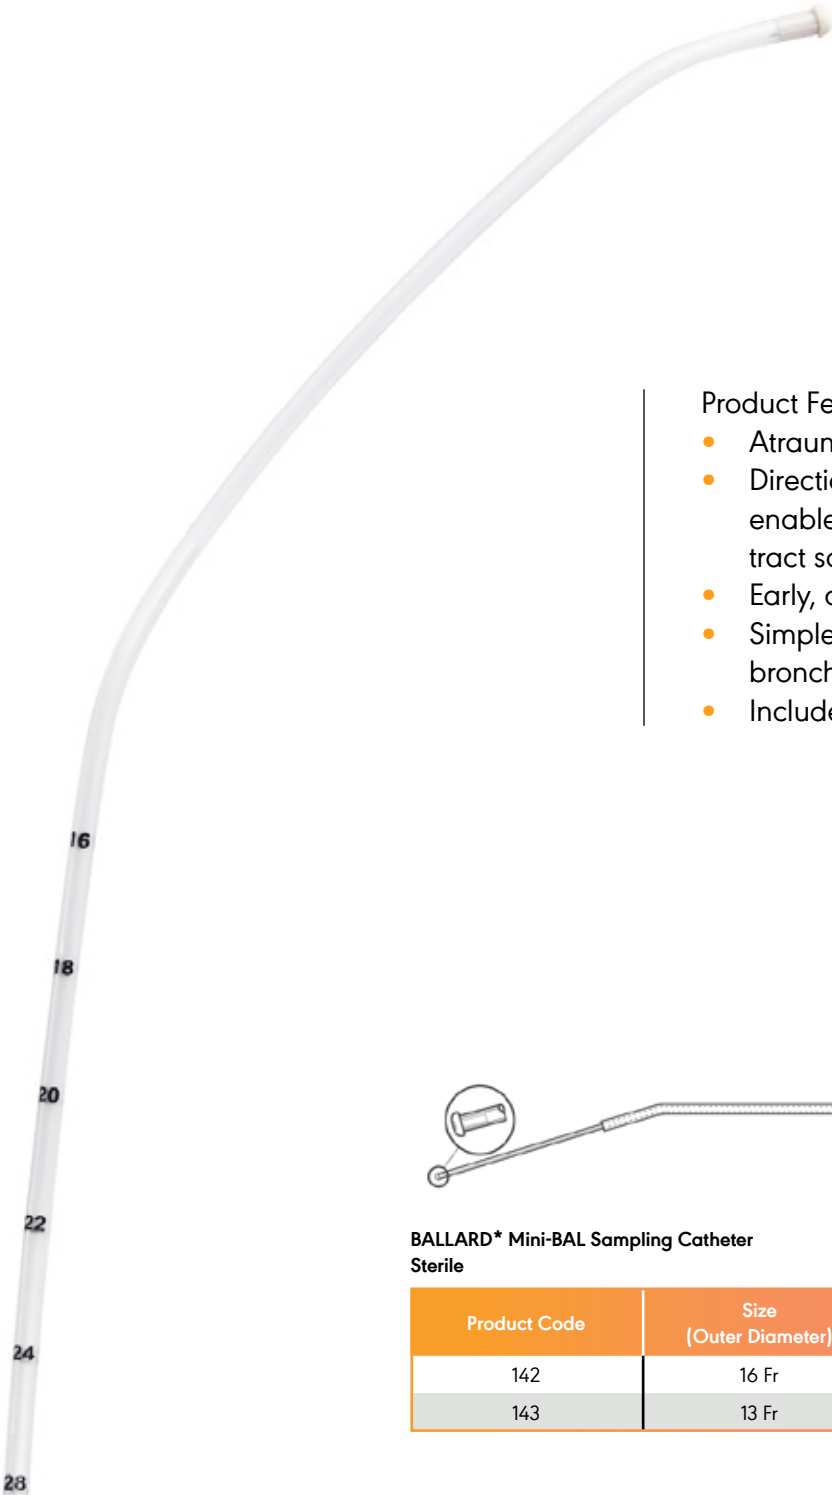 Product Fe
• 
• Directi
enable
tract
• Early,
• Simple
bronch
• Include
16
18
20
22
24
28
BALLARD* Mini-BAL Sampling Catheter
Sterile
Product Code
Size
(Outer Diameter)
142 16 Fr
143 13 Fr